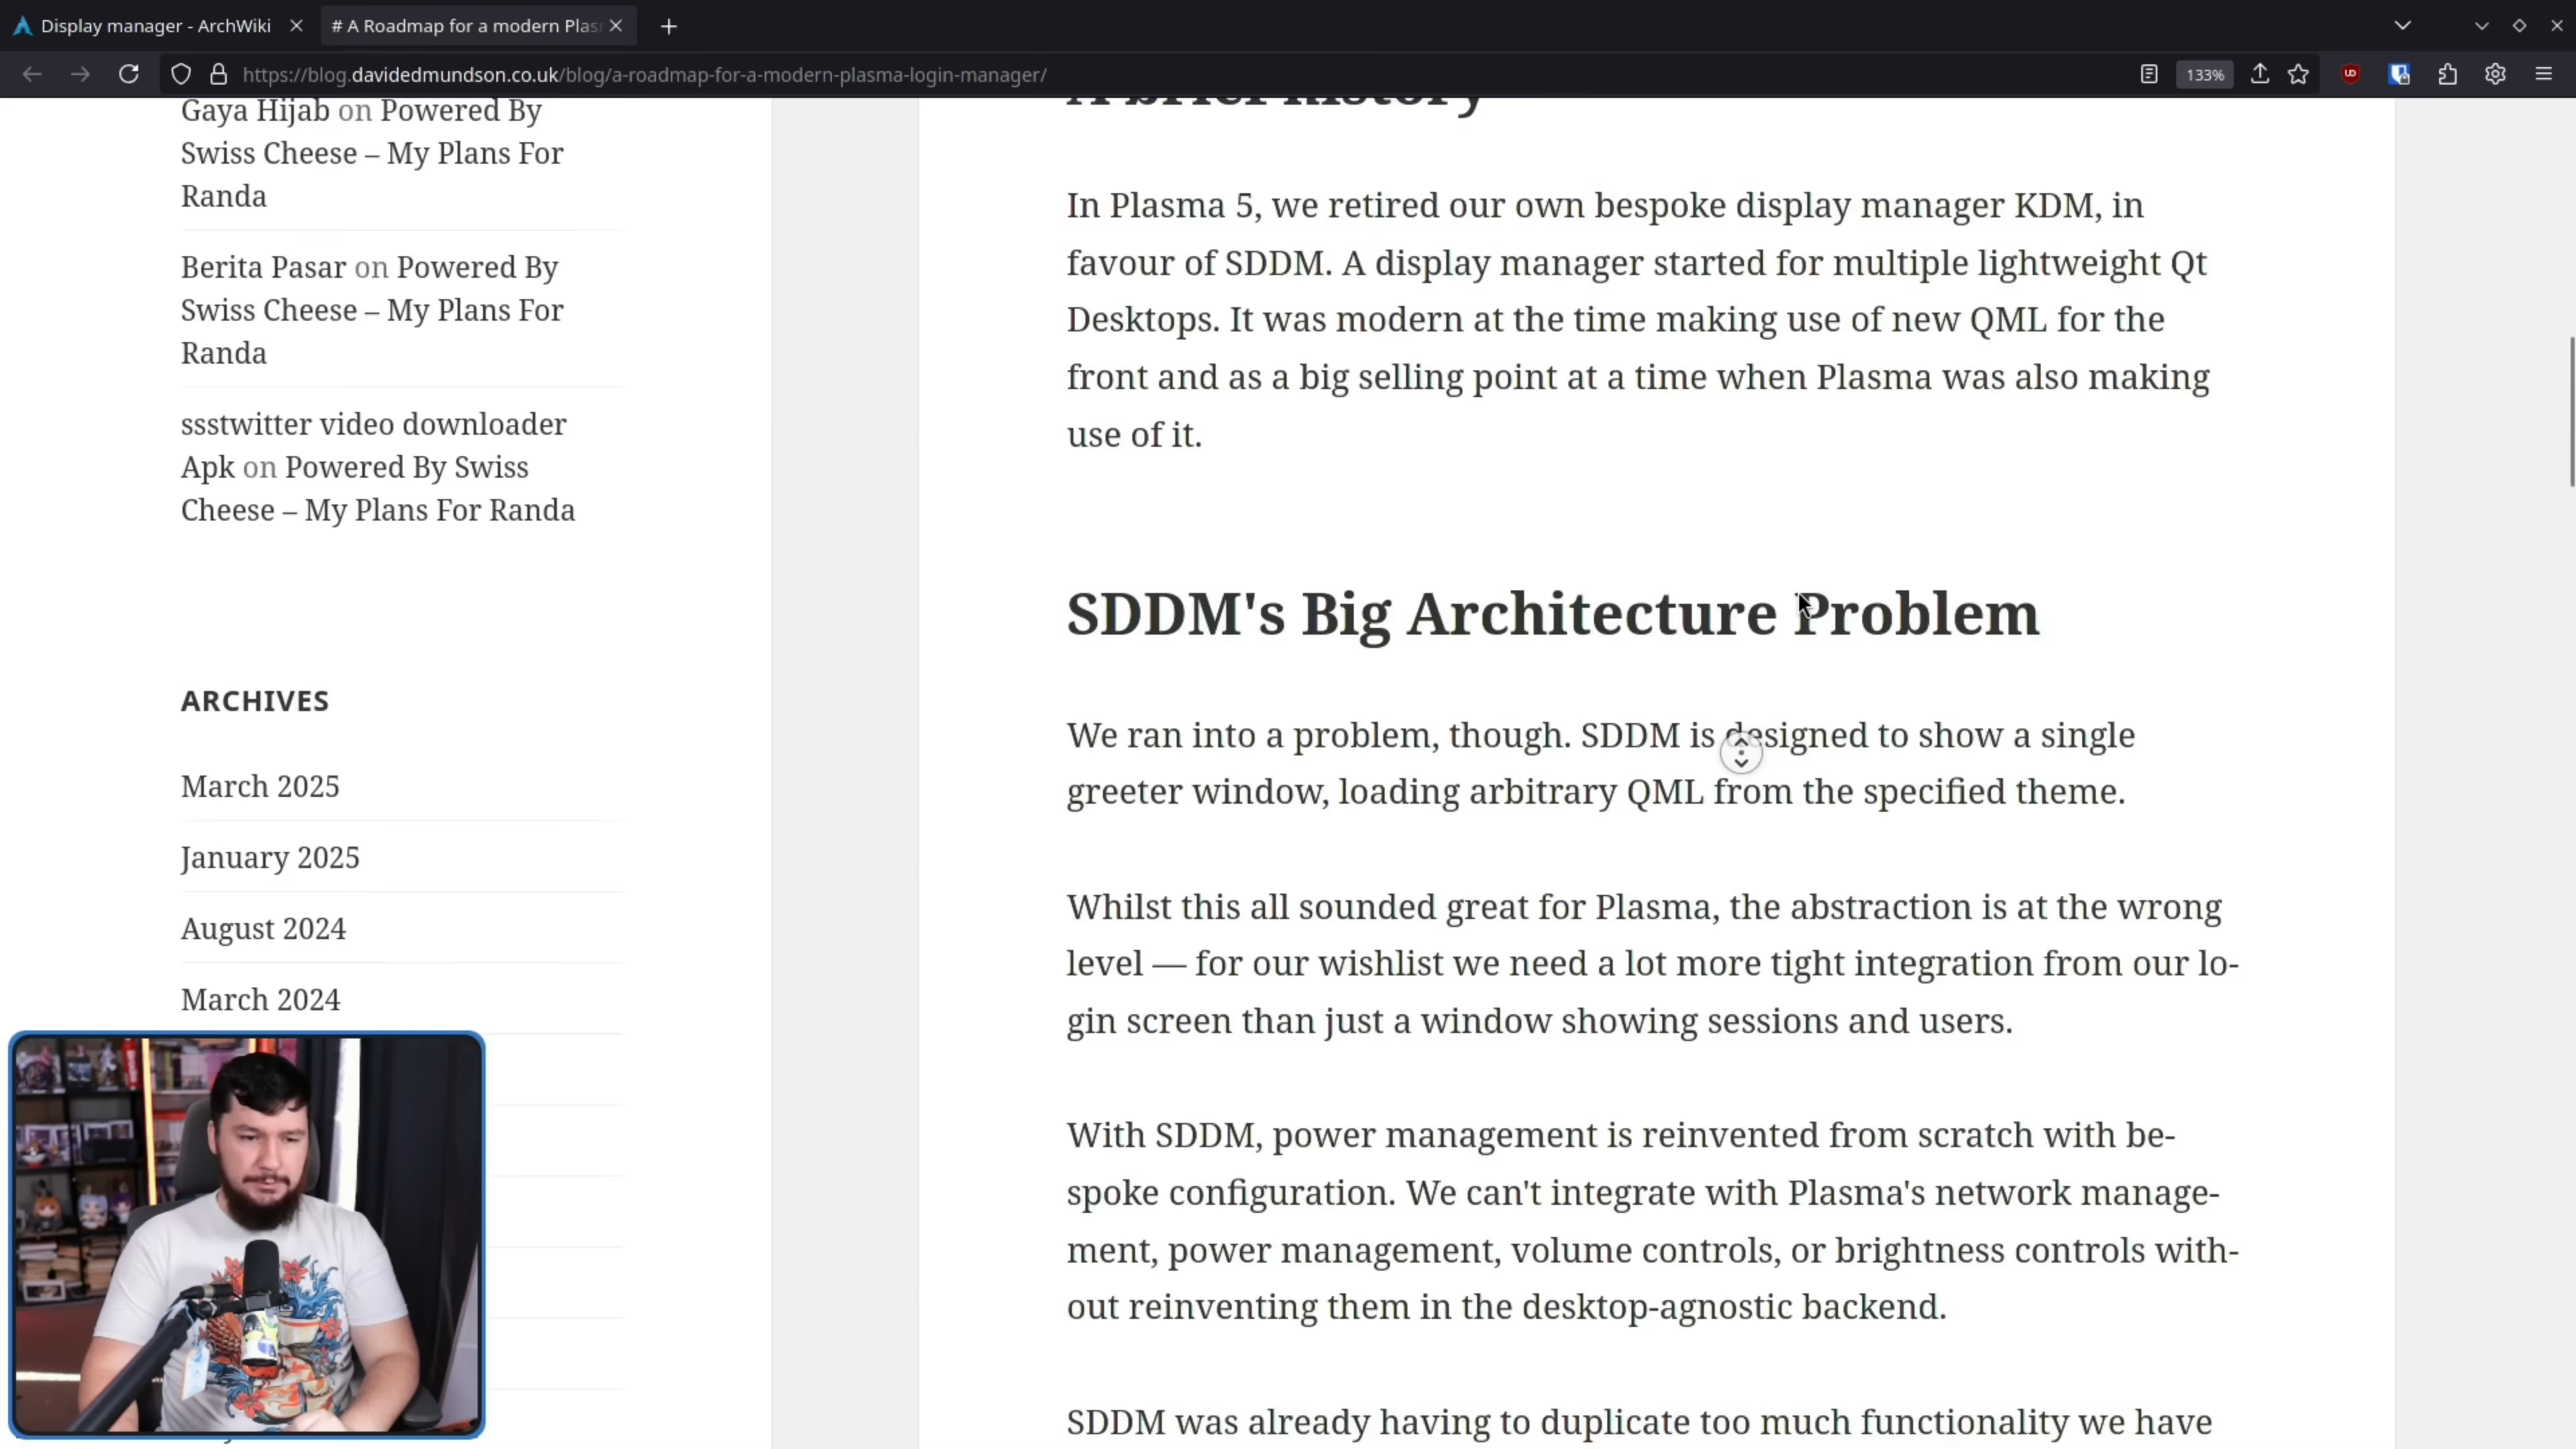 Display manager - ArchWiki
# A Roadmap for a modern Plas
https://blog.davidedmundson.co.uk/blog/a-roadmap-for-a-modern-plasma-login-manager/
133%
Gaya Hijab on Powered By
Swiss Cheese – My Plans For
Randa
Berita Pasar on Powered By
Swiss Cheese – My Plans For
Randa
ssstwitter video downloader
Apk on Powered By Swiss
Cheese – My Plans For Randa
ARCHIVES
March 2025
January 2025
August 2024
March 2024
A brief history
In Plasma 5, we retired our own bespoke display manager KDM, in
favour of SDDM. A display manager started for multiple lightweight Qt
Desktops. It was modern at the time making use of new QML for the
front and as a big selling point at a time when Plasma was also making
use of it.
SDDM's Big Architecture Problem
We ran into a problem, though. SDDM is designed to show a single
greeter window, loading arbitrary QML from the specified theme.
Whilst this all sounded great for Plasma, the abstraction is at the wrong
level — for our wishlist we need a lot more tight integration from our lo-
gin screen than just a window showing sessions and users.
With SDDM, power management is reinvented from scratch with be-
spoke configuration. We can't integrate with Plasma's network manage-
ment, power management, volume controls, or brightness controls with-
out reinventing them in the desktop-agnostic backend.
SDDM was already having to duplicate too much functionality we have